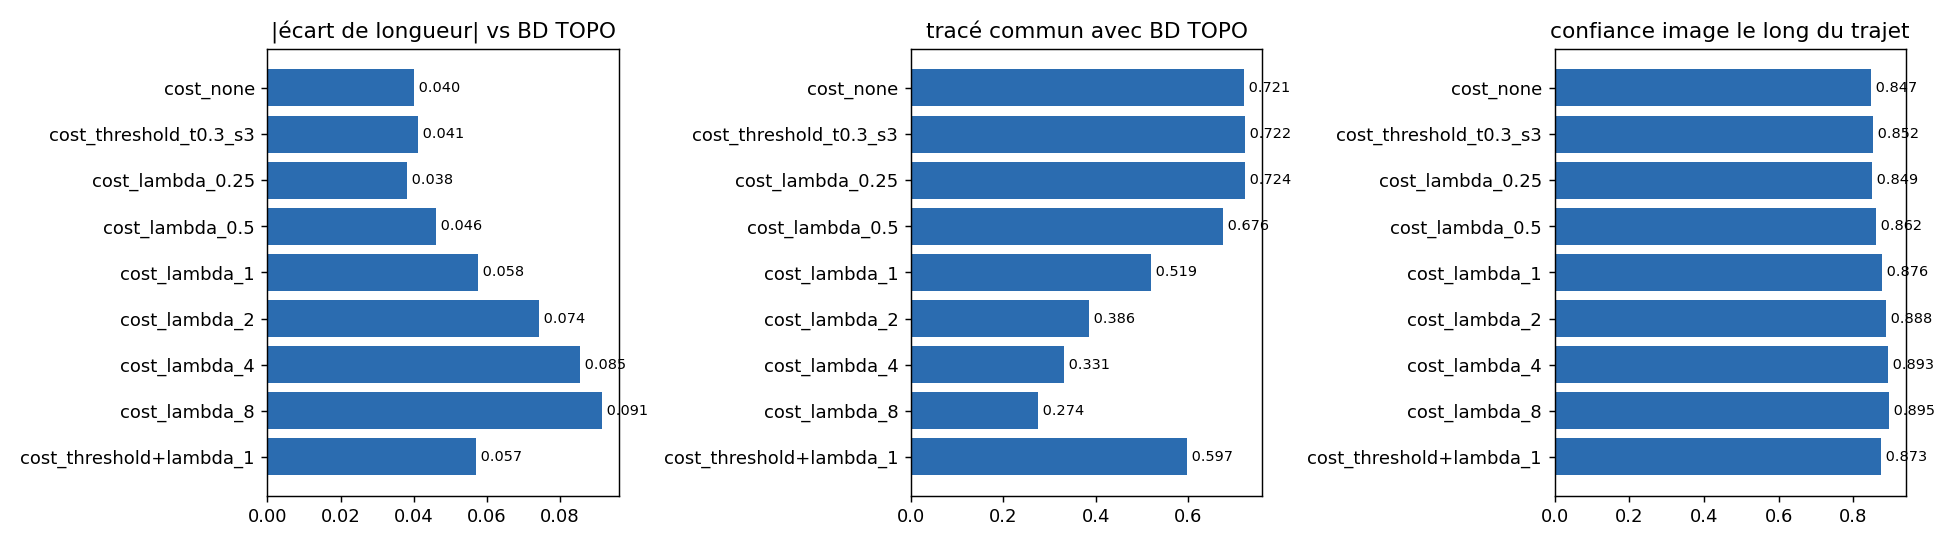 |écart de longueur| vs BD TOPO
cost_none
0.040
cost_threshold_t0.3_s3
0.041
cost_lambda_0.25
0.038
cost_lambda_0.5
0.046
cost_lambda_1
0.058
cost_lambda_2
0.074
cost_lambda_4
0.085
cost_lambda_8
0.091
cost_threshold+lambda_1
0.057
0.00 0.02 0.04 0.06 0.08
tracé commun avec BD TOPO
cost_none
0.721
cost_threshold_t0.3_s3
0.722
cost_lambda_0.25
0.724
cost_lambda_0.5
0.676
cost_lambda_1
0.519
cost_lambda_2
0.386
cost_lambda_4
0.331
cost_lambda_8
0.274
cost_threshold+lambda_1
0.597
0.0 0.2 0.4 0.6
confiance image le long du trajet
cost_none
0.847
cost_threshold_t0.3_s3
0.852
cost_lambda_0.25
0.849
cost_lambda_0.5
0.862
cost_lambda_1
0.876
cost_lambda_2
0.888
cost_lambda_4
0.893
cost_lambda_8
0.895
cost_threshold+lambda_1
0.873
0.0 0.2 0.4 0.6 0.8